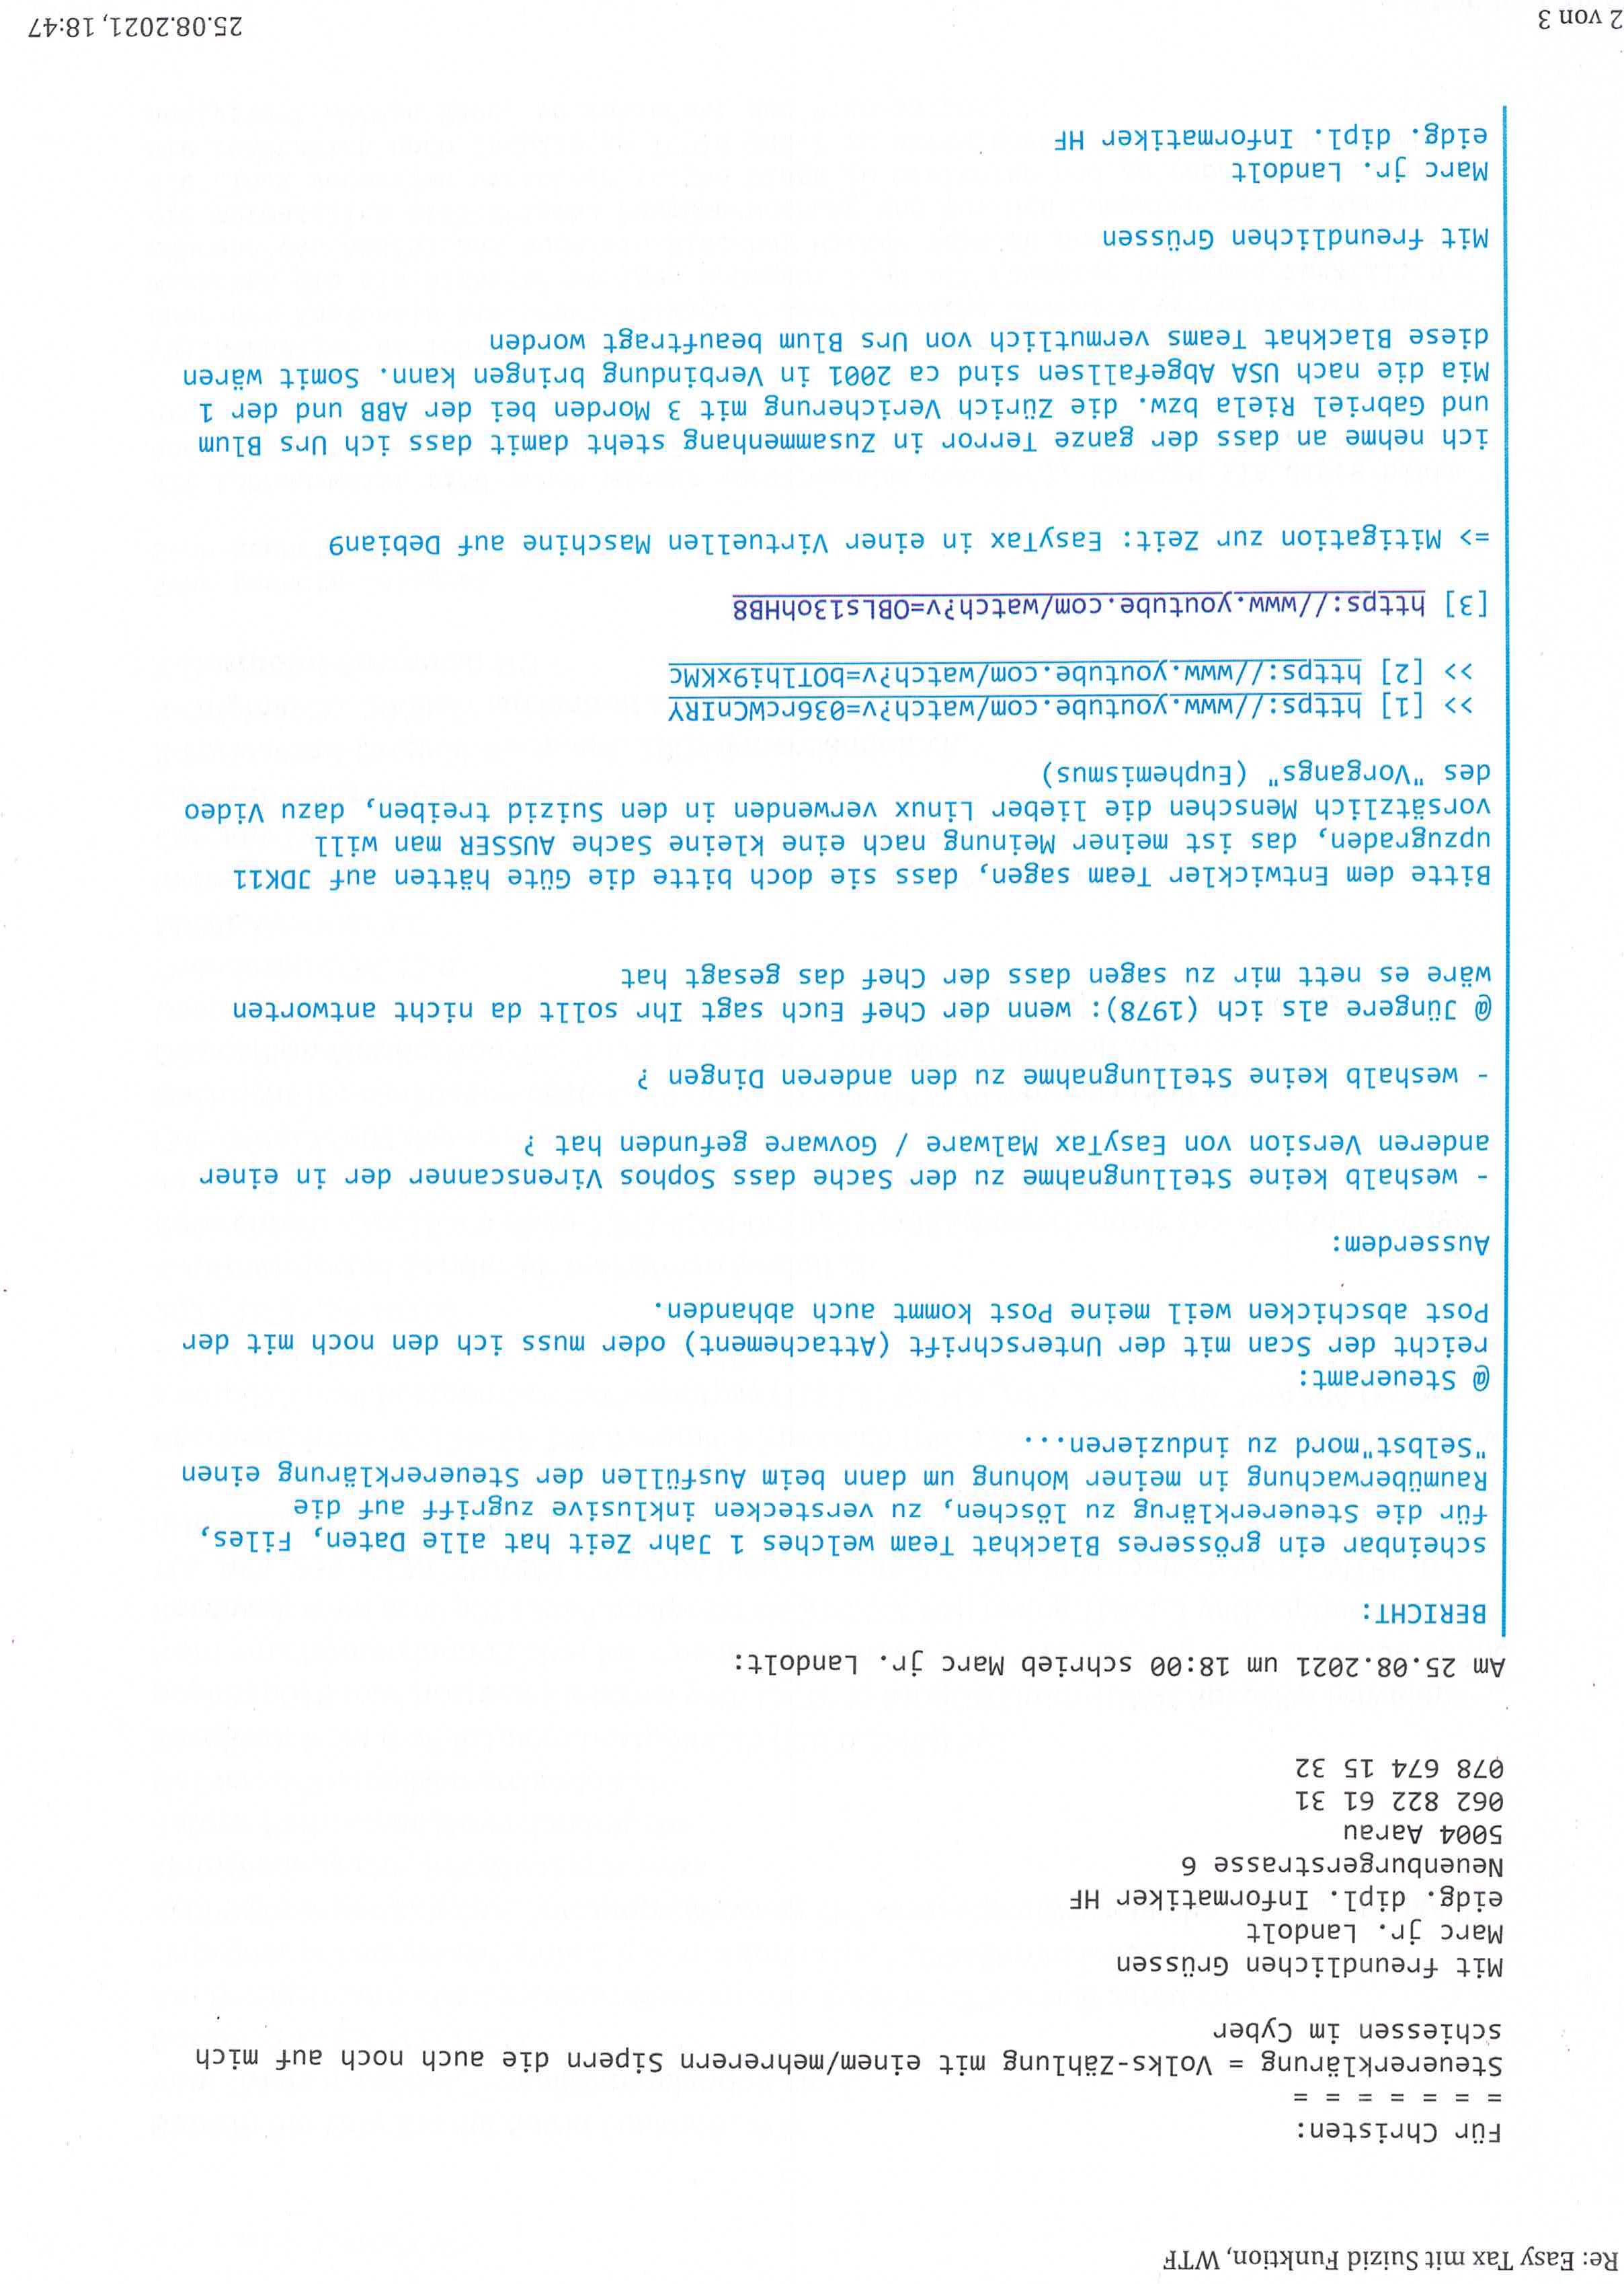 Re: Easy Tax mit Suizid Funktion, WTF
Für Christen:
= = = = = = =
Steuererklärung = Volks-Zählung mit einem/mehrerern Sipern die auch noch auf mich
schiessen im Cyber
Mit freundlichen Grüssen
Marc jr. Landolt
eidg. dipl. Informatiker HF
Neuenburgerstrasse 6
5004 Aarau
062 822 61 31
078 674 15 32
Am 25.08.2021 um 18:00 schrieb Marc jr. Landolt:
BERICHT:
scheinbar ein grösseres Blackhat Team welches 1 Jahr Zeit hat alle Daten, Files,
für die Steuererklärug zu löschen, zu verstecken inklusive zugriff auf die
Raumüberwachung in meiner Wohung um dann beim Ausfüllen der Steuererklärung einen
"Selbst"mord zu induzieren...
@ Steueramt:
reicht der Scan mit der Unterschrift (Attachement) oder muss ich den noch mit der
Post abschicken weil meine Post kommt auch abhanden.
Ausserdem:
- weshalb keine Stellungnahme zu der Sache dass Sophos Virenscanner der in einer
anderen Version von EasyTax Malware / Govware gefunden hat ?
- weshalb keine Stellungnahme zu den anderen Dingen ?
@ Jüngere als ich (1978): wenn der Chef Euch sagt Ihr sollt da nicht antworten
wäre es nett mir zu sagen dass der Chef das gesagt hat
Bitte dem Entwickler Team sagen, dass sie doch bitte die Güte hätten auf JDK11
upzugraden, das ist meiner Meinung nach eine kleine Sache AUSSER man will
vorsätzlich Menschen die lieber Linux verwenden in den Suizid treiben, dazu Video
des "Vorgangs" (Euphemismus)
>> [1] https://www.youtube.com/watch?v=036rcWCnIRY
>> [2] https://www.youtube.com/watch?v=bOTlhi9xKMc
[3] https://www.youtube.com/watch?v=OBLs13ohHB8
=> Mitigation zur Zeit: EasyTax in einer Virtuellen Maschine auf Debian9
ich nehme an dass der ganze Terror in Zusammenhang steht damit dass ich Urs Blum
und Gabriel Riela bzw. die Zürich Vericherung mit 3 Morden bei der ABB und der 1
Mia die nach USA Abgefallsen sind ca 2001 in Verbindung bringen kann. Somit wären
diese Blackhat Teams vermutlich von Urs Blum beauftragt worden
Mit freundlichen Grüssen
Marc jr. Landolt
eidg. dipl. Informatiker HF
2 von 3
25.08.2021, 18:47